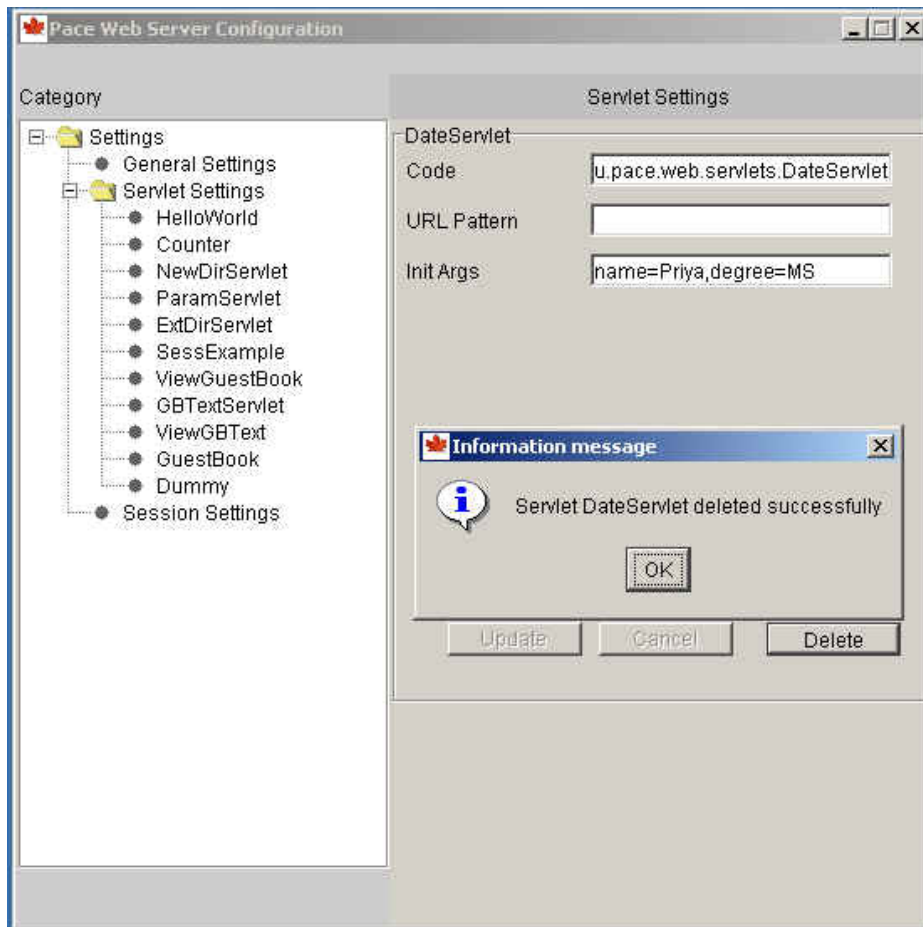 Pace Web Server Configuration
Category
Servlet Settings
Settings
General Settings
Servlet Settings
HelloWorld
Counter
NewDirServlet
ParamServlet
ExtDirServlet
SessExample
ViewGuestBook
GBTextServlet
ViewGBText
GuestBook
Dummy
Session Settings
DateServlet
Code u.pace.web.servlets.DateServlet
URL Pattern
Init Args name=Priya,degree=MS
Information message
Servlet DateServlet deleted successfully
OK
Update Cancel Delete